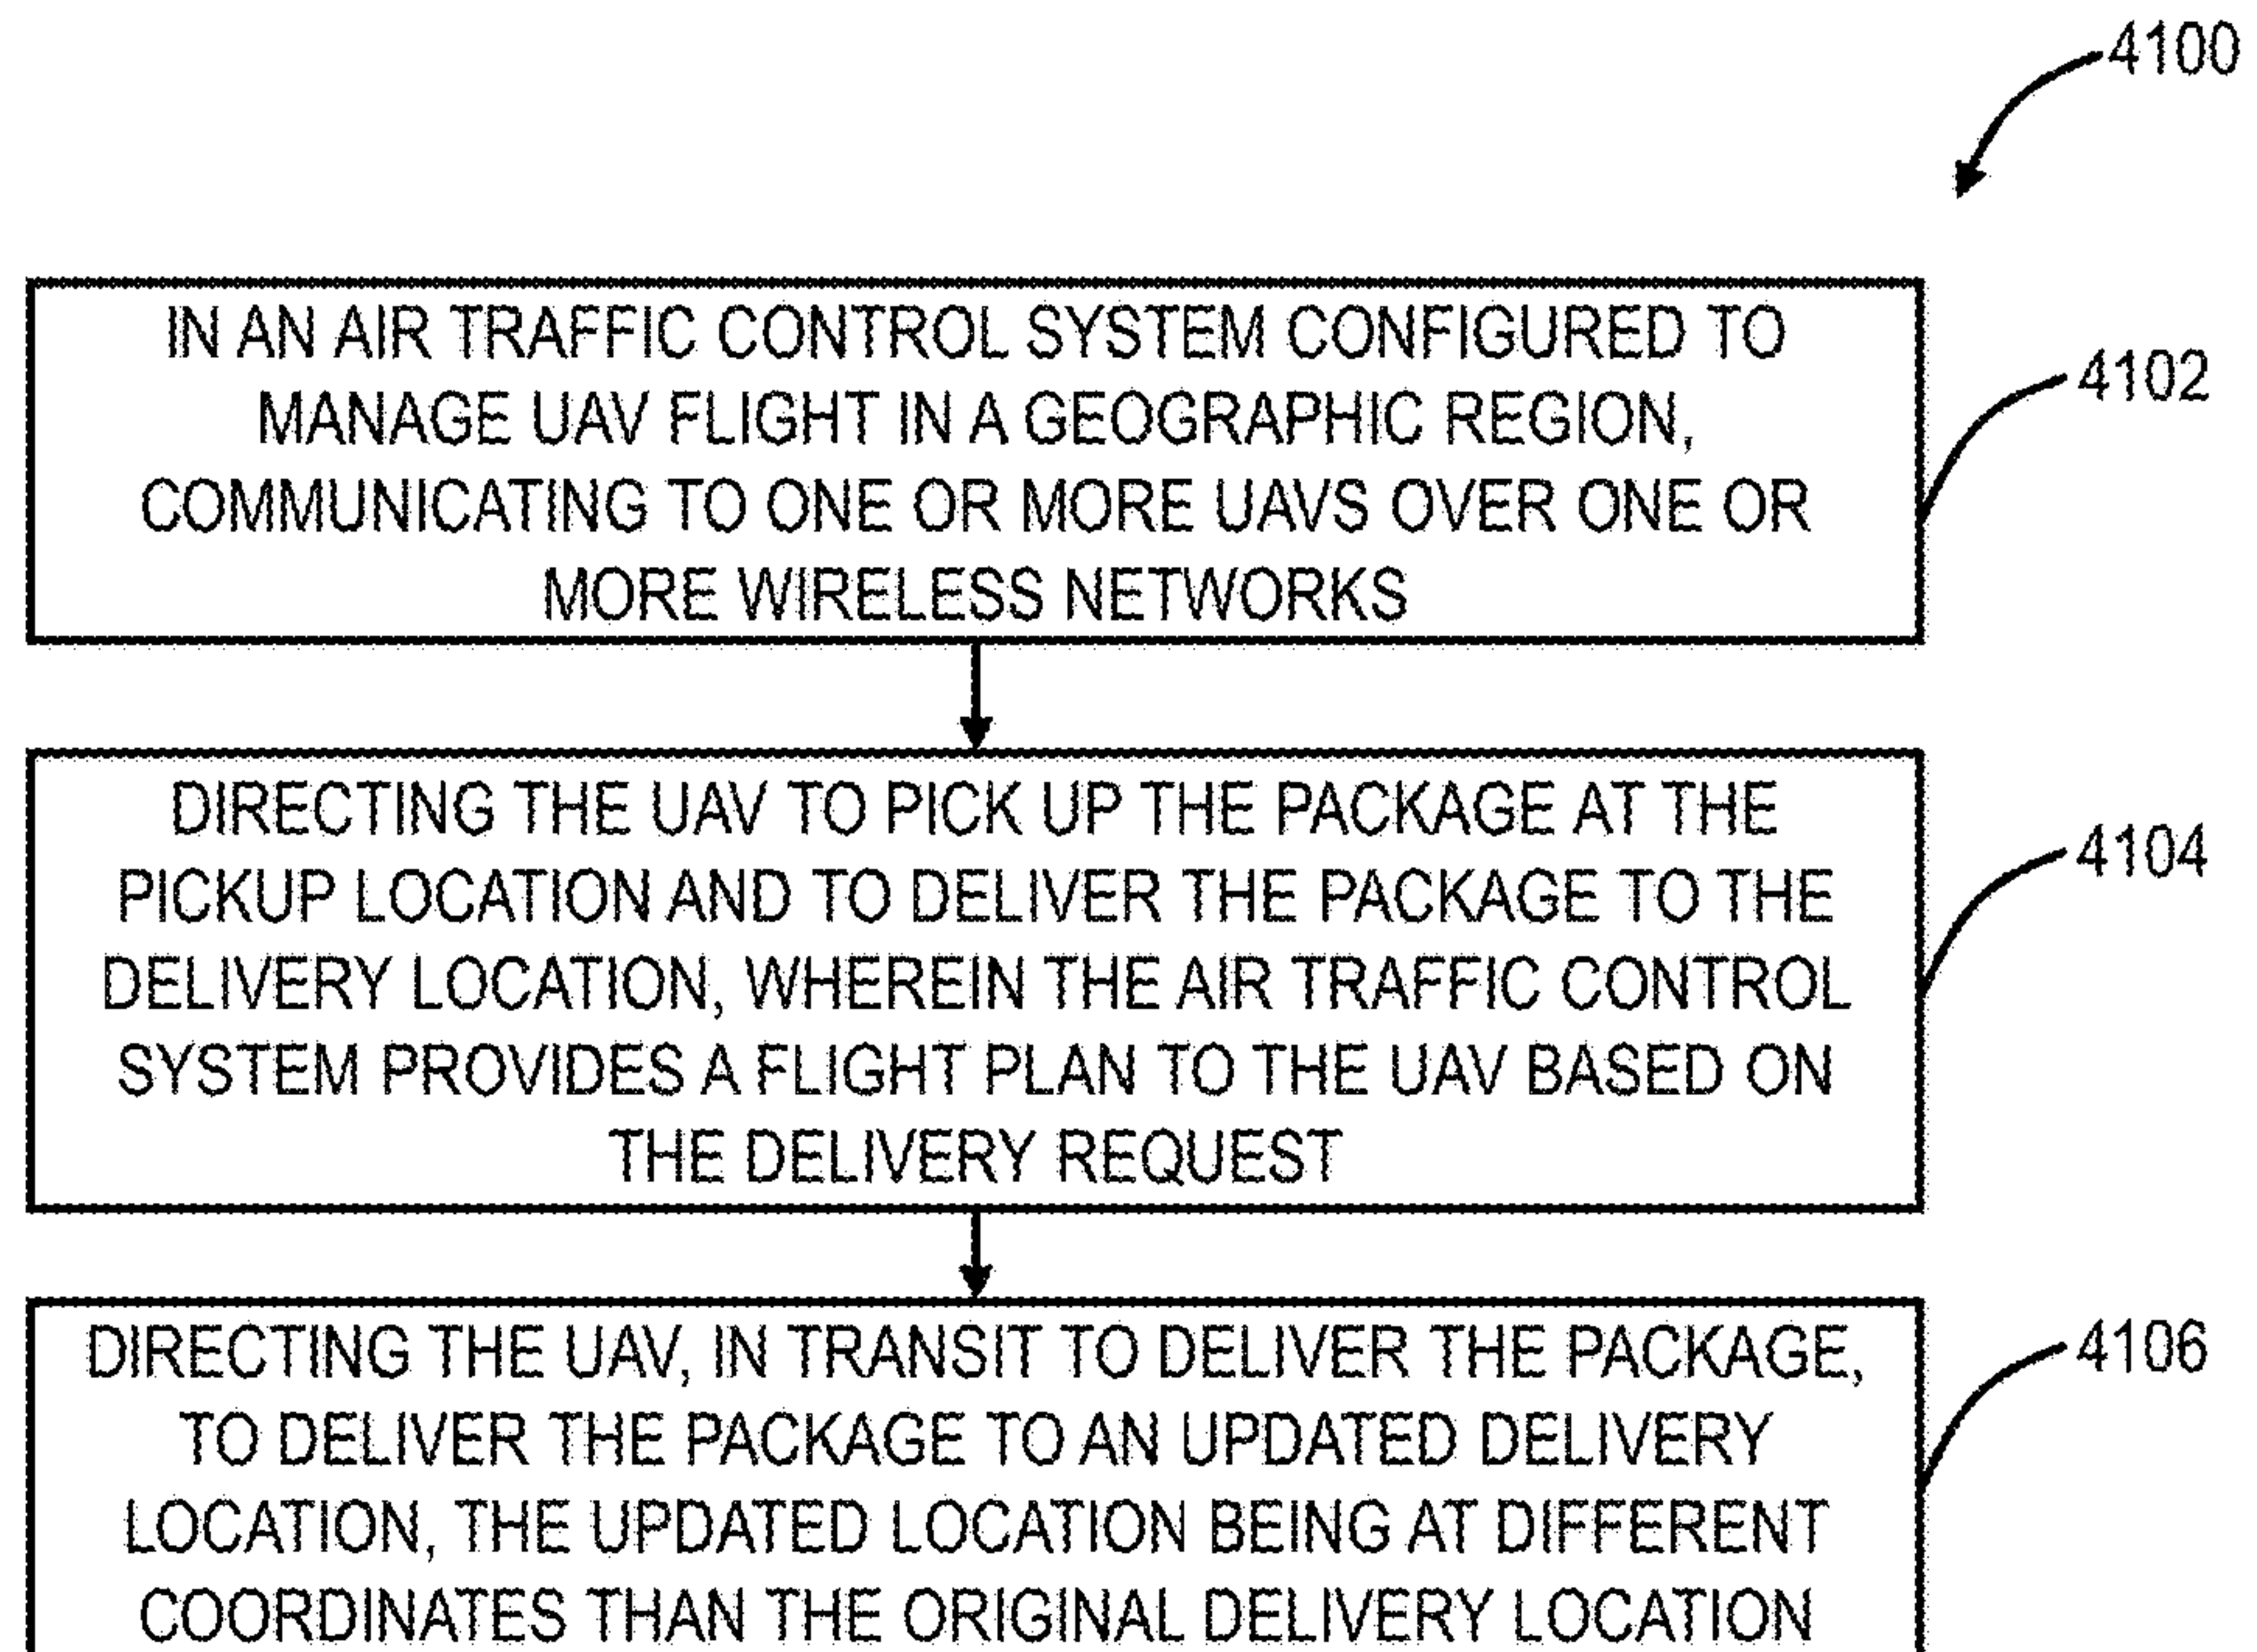 4100
IN AN AIR TRAFFIC CONTROL SYSTEM CONFIGURED TO
MANAGE UAV FLIGHT IN A GEOGRAPHIC REGION,
COMMUNICATING TO ONE OR MORE UAVS OVER ONE OR
MORE WIRELESS NETWORKS
4102
DIRECTING THE UAV TO PICK UP THE PACKAGE AT THE
PICKUP LOCATION AND TO DELIVER THE PACKAGE TO THE
DELIVERY LOCATION, WHEREIN THE AIR TRAFFIC CONTROL
SYSTEM PROVIDES A FLIGHT PLAN TO THE UAV BASED ON
THE DELIVERY REQUEST
4104
DIRECTING THE UAV, IN TRANSIT TO DELIVER THE PACKAGE,
TO DELIVER THE PACKAGE TO AN UPDATED DELIVERY
LOCATION, THE UPDATED LOCATION BEING AT DIFFERENT
COORDINATES THAN THE ORIGINAL DELIVERY LOCATION
4106